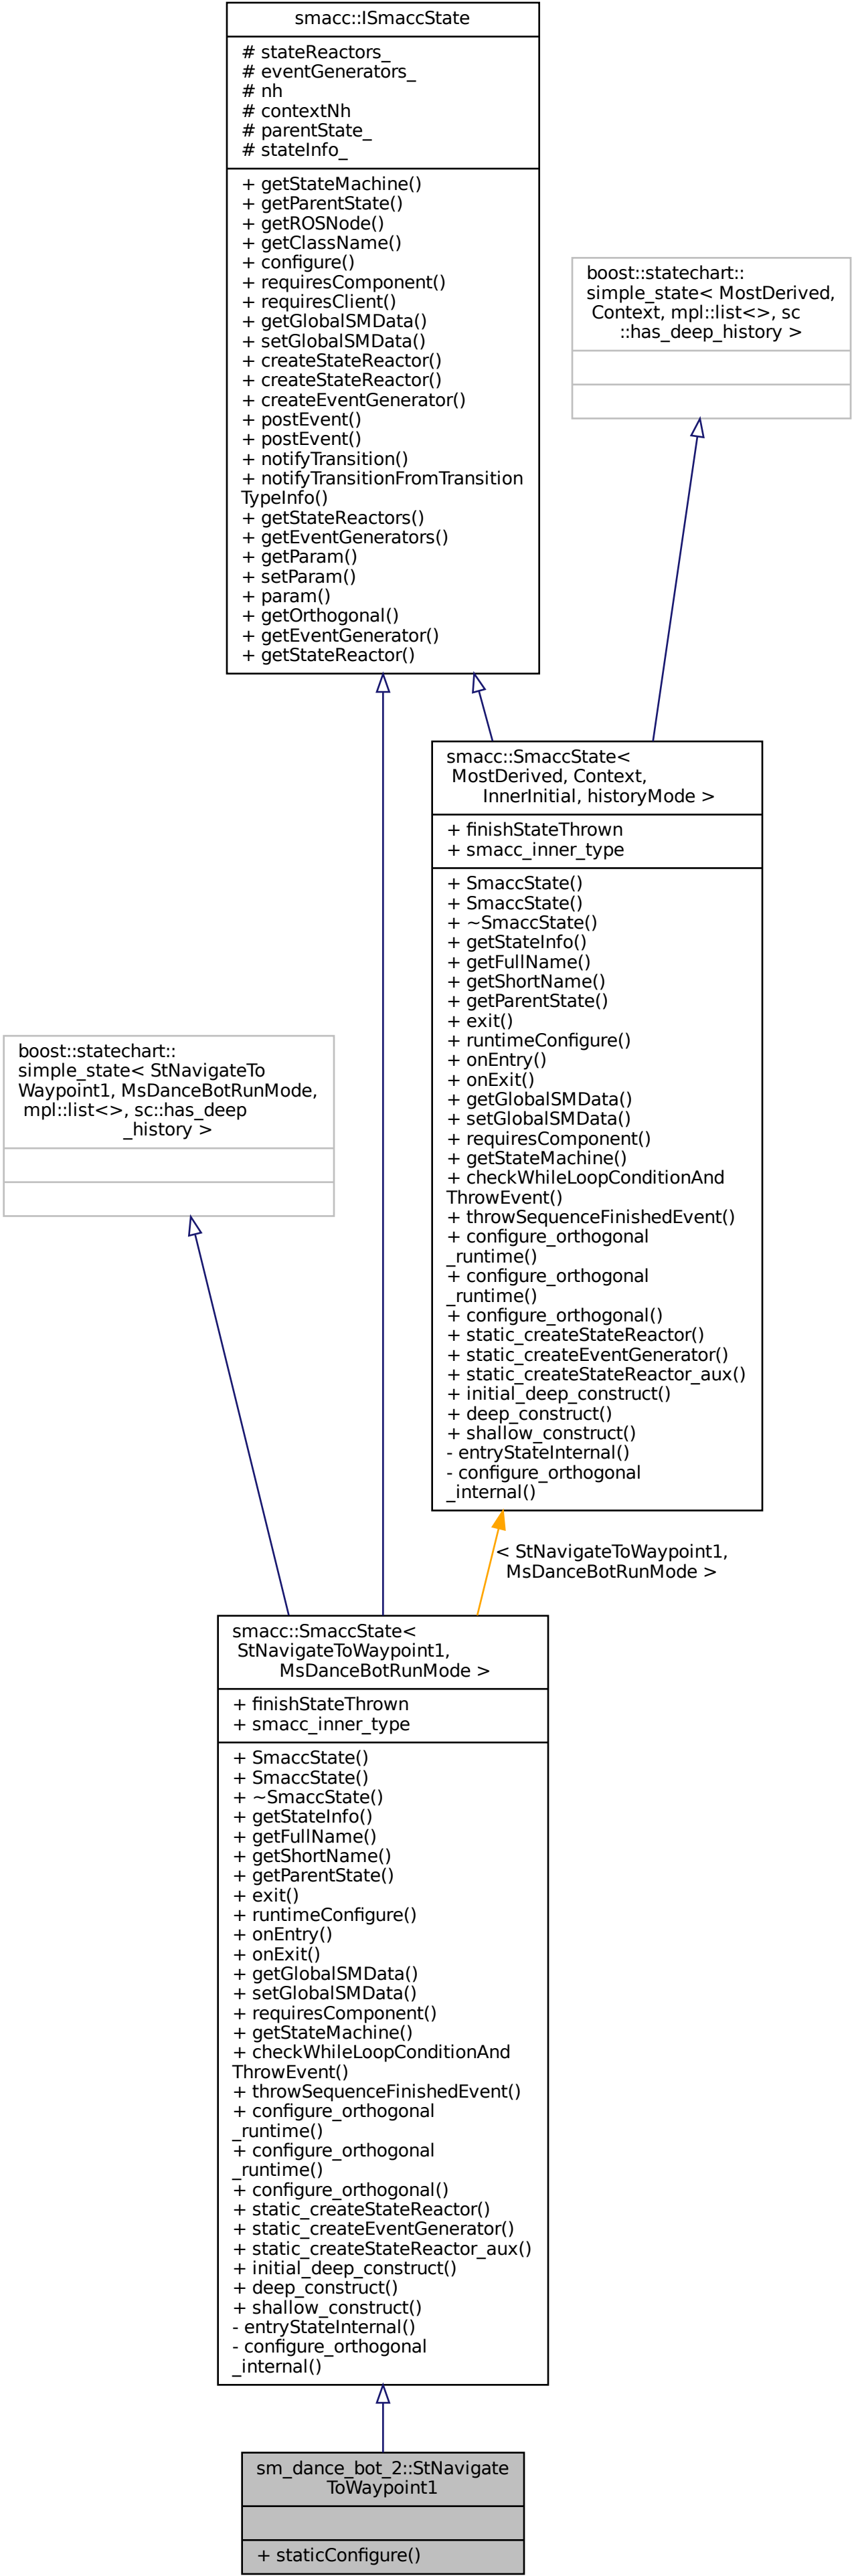 smacc::ISmaccState
# stateReactors_
# eventGenerators_
# nh
# contextNh
# parentState_
# stateInfo_
+ getStateMachine()
+ getParentState()
+ getROSNode()
+ getClassName()
+ configure()
+ requiresComponent()
+ requiresClient()
+ getGlobalSMData()
+ setGlobalSMData()
+ createStateReactor()
+ createStateReactor()
+ createEventGenerator()
+ postEvent()
+ postEvent()
+ notifyTransition()
+ notifyTransitionFromTransition
TypeInfo()
+ getStateReactors()
+ getEventGenerators()
+ getParam()
+ setParam()
+ param()
+ getOrthogonal()
+ getEventGenerator()
+ getStateReactor()
boost::statechart::
simple_state< MostDerived,
Context, mpl::list<>, sc
::has_deep_history >
smacc::SmaccState<
MostDerived, Context,
InnerInitial, historyMode >
+ finishStateThrown
+ smacc_inner_type
+ SmaccState()
+ SmaccState()
+ ~SmaccState()
+ getStateInfo()
+ getFullName()
+ getShortName()
+ getParentState()
+ exit()
+ runtimeConfigure()
+ onEntry()
+ onExit()
+ getGlobalSMData()
+ setGlobalSMData()
+ requiresComponent()
+ getStateMachine()
+ checkWhileLoopConditionAnd
ThrowEvent()
+ throwSequenceFinishedEvent()
+ configure_orthogonal
_runtime()
+ configure_orthogonal
_runtime()
+ configure_orthogonal()
+ static_createStateReactor()
+ static_createEventGenerator()
+ static_createStateReactor_aux()
+ initial_deep_construct()
+ deep_construct()
+ shallow_construct()
- entryStateInternal()
- configure_orthogonal
_internal()
boost::statechart::
simple_state< StNavigateTo
Waypoint1, MsDanceBotRunMode,
mpl::list<>, sc::has_deep
_history >
< StNavigateToWaypoint1,
MsDanceBotRunMode >
smacc::SmaccState<
StNavigateToWaypoint1,
MsDanceBotRunMode >
+ finishStateThrown
+ smacc_inner_type
+ SmaccState()
+ SmaccState()
+ ~SmaccState()
+ getStateInfo()
+ getFullName()
+ getShortName()
+ getParentState()
+ exit()
+ runtimeConfigure()
+ onEntry()
+ onExit()
+ getGlobalSMData()
+ setGlobalSMData()
+ requiresComponent()
+ getStateMachine()
+ checkWhileLoopConditionAnd
ThrowEvent()
+ throwSequenceFinishedEvent()
+ configure_orthogonal
_runtime()
+ configure_orthogonal
_runtime()
+ configure_orthogonal()
+ static_createStateReactor()
+ static_createEventGenerator()
+ static_createStateReactor_aux()
+ initial_deep_construct()
+ deep_construct()
+ shallow_construct()
- entryStateInternal()
- configure_orthogonal
_internal()
sm_dance_bot_2::StNavigate
ToWaypoint1
+ staticConfigure()